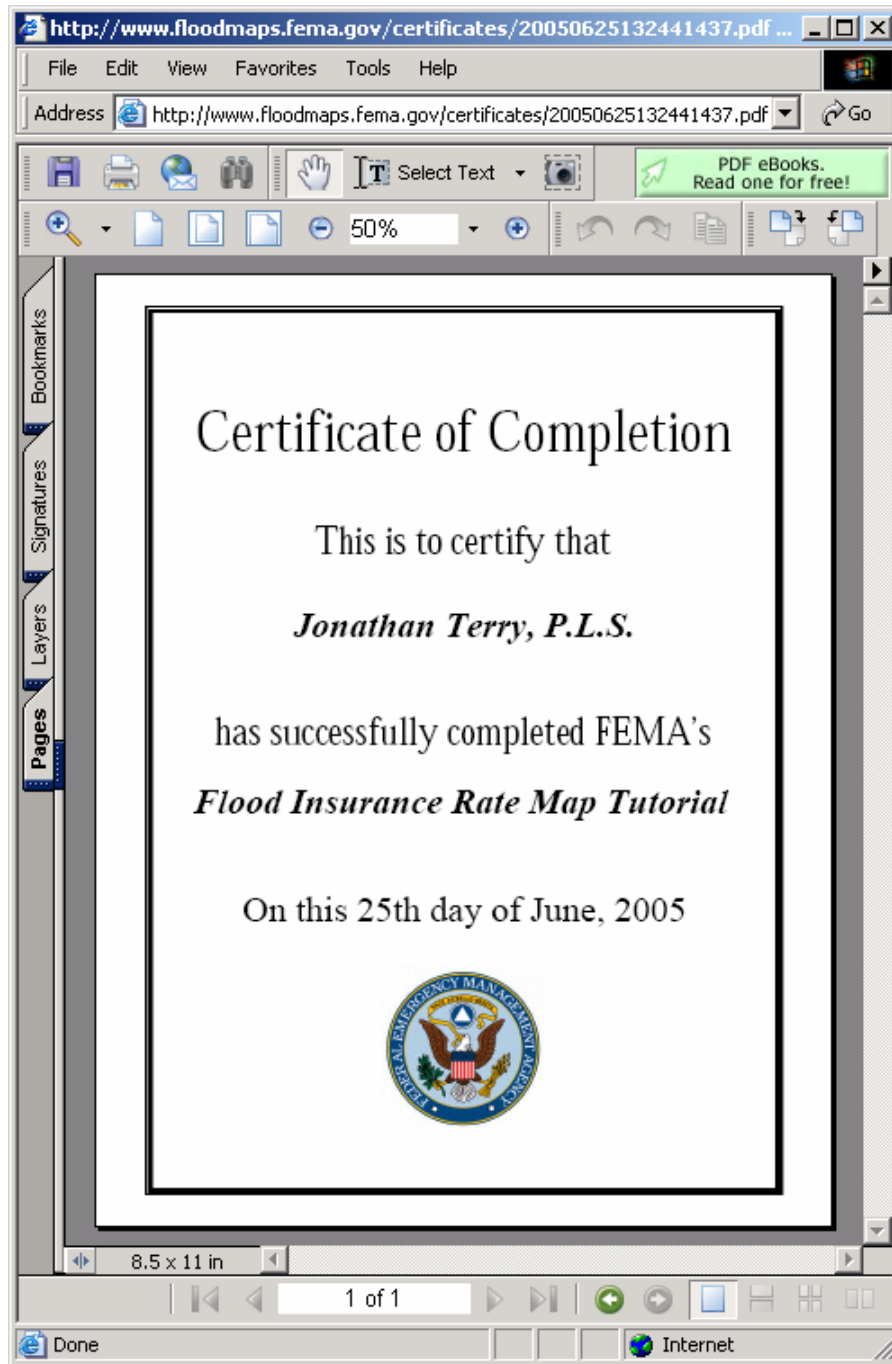 http://www.floodmaps.fema.gov/certificates/20050625132441437.pdf ...
File Edit View Favorites Tools Help
Address http://www.floodmaps.fema.gov/certificates/20050625132441437.pdf Go
Select Text
PDF eBooks.
Read one for free!
50%
Bookmarks
Signatures
Layers
Pages
Certificate of Completion
This is to certify that
Jonathan Terry, P.L.S.
has successfully completed FEMA's
Flood Insurance Rate Map Tutorial
On this 25th day of June, 2005
FEDERAL EMERGENCY MANAGEMENT AGENCY
8.5 x 11 in
1 of 1
Done Internet